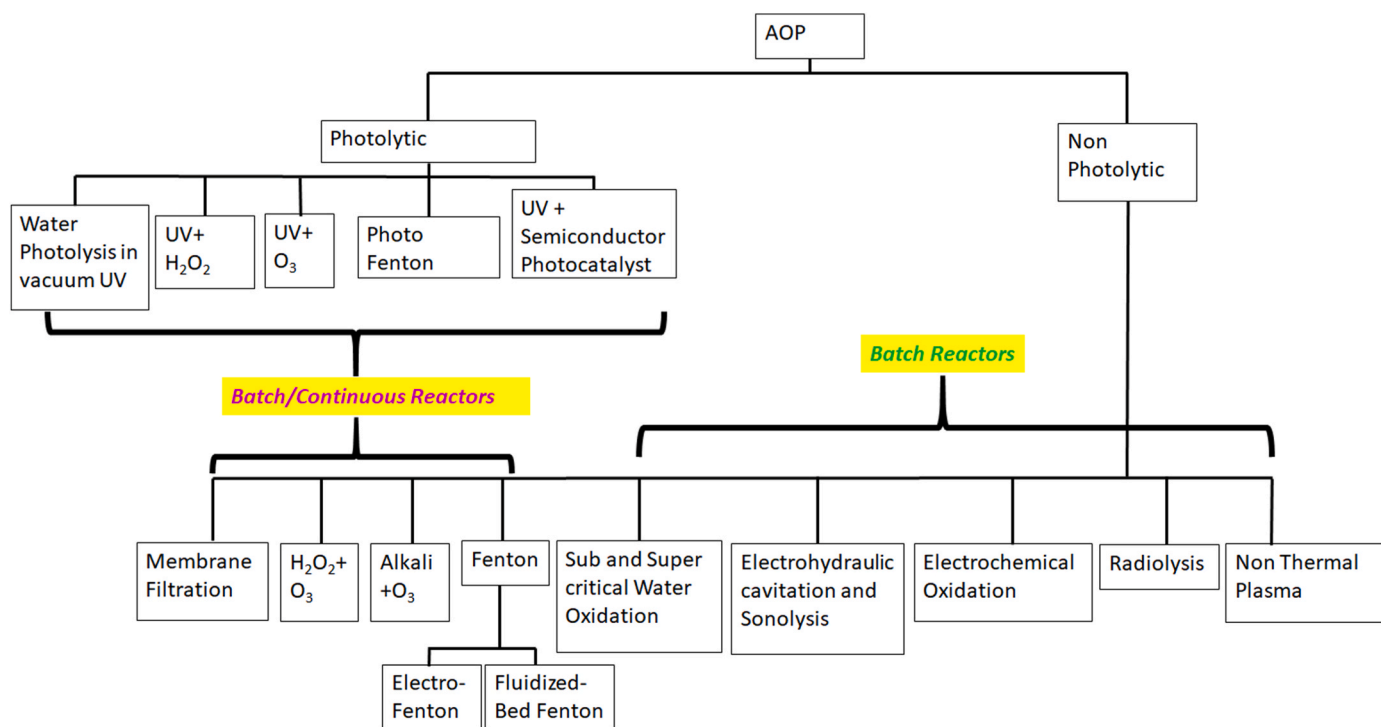 AOP
Photolytic
Non
Photolytic
Water
Photolysis in
vacuum UV
UV+
H₂O₂
UV+
O₃
Photo
Fenton
UV +
Semiconductor
Photocatalyst
Batch Reactors
Batch/Continuous Reactors
Membrane
Filtration
H₂O₂+
O₃
Alkali
+O₃
Fenton
Sub and Super
critical Water
Oxidation
Electrohydraulic
cavitation and
Sonolysis
Electrochemical
Oxidation
Radiolysis
Non Thermal
Plasma
Electro-
Fenton
Fluidized-
Bed Fenton